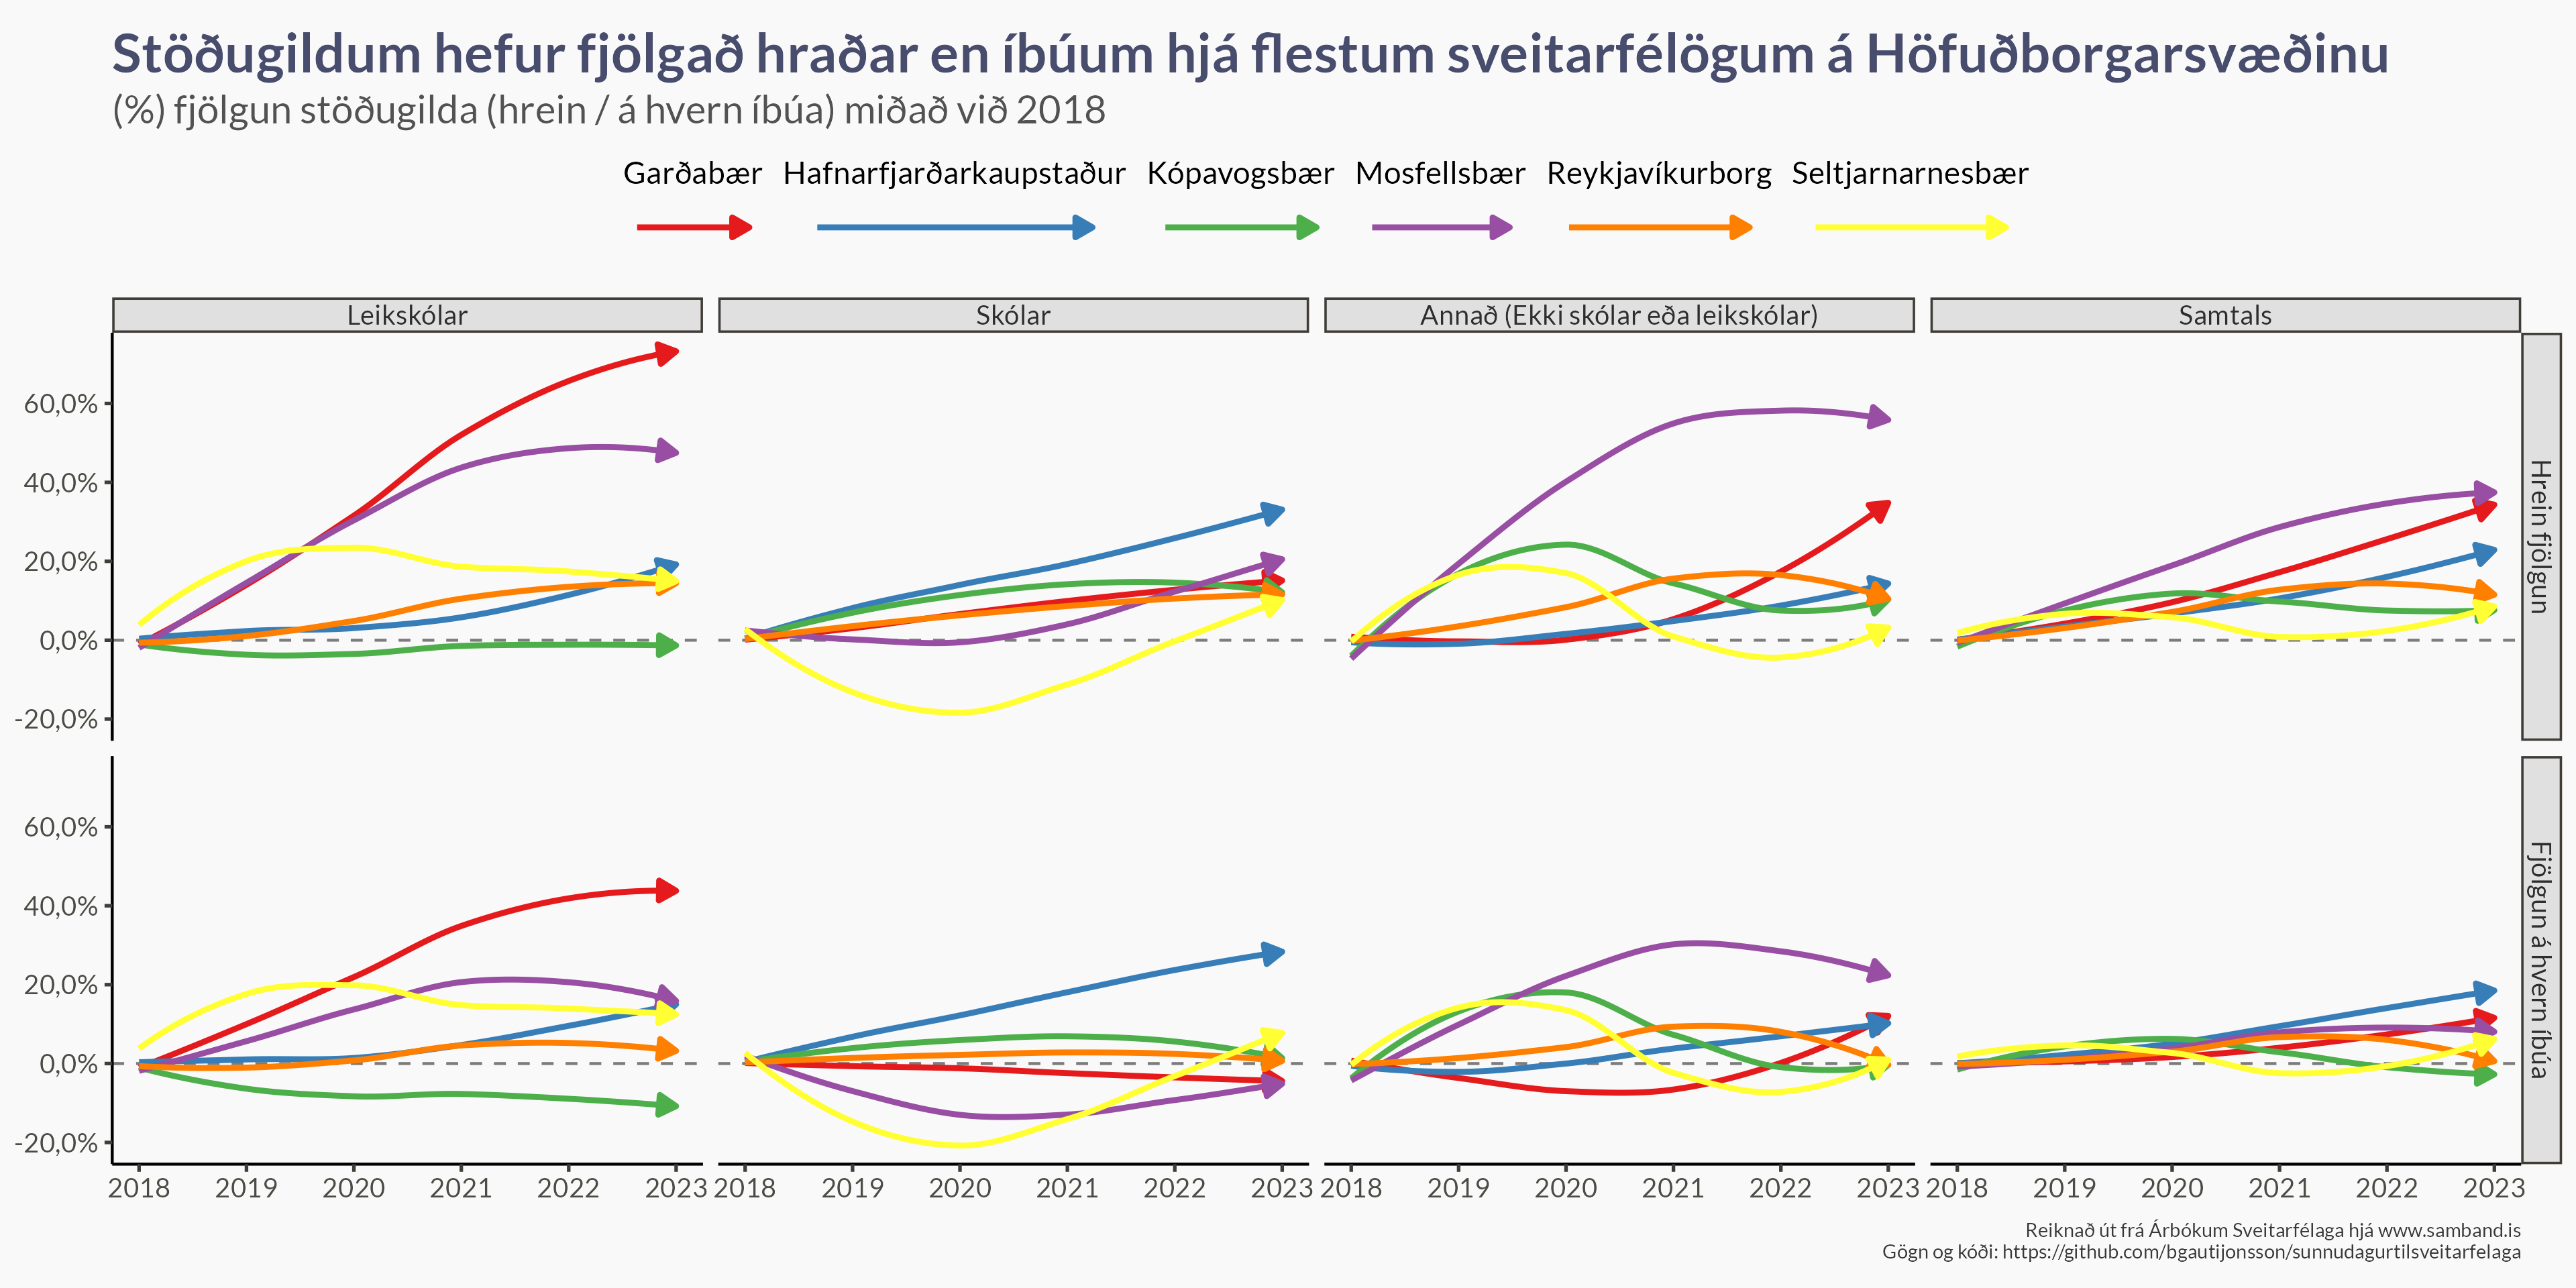 Stöðugildum hefur fjölgað hraðar en íbúum hjá flestum sveitarfélögum á Höfuðborgarsvæðinu
(%) fjölgun stöðugilda (hrein / á hvern íbúa) miðað við 2018
Garðabær Hafnarfjarðarkaupstaður Kópavogsbær Mosfellsbær Reykjavíkurborg Seltjarnarnesbær
Leikskólar Skólar Annað (Ekki skólar eða leikskólar) Samtals
60,0%
40,0%
20,0%
0,0%
-20,0%
Hrein fjölgun
60,0%
40,0%
20,0%
0,0%
-20,0%
Fjölgun á hvern íbúa
2018 2019 2020 2021 2022 2023 2018 2019 2020 2021 2022 2023 2018 2019 2020 2021 2022 2023 2018 2019 2020 2021 2022 2023
Reiknað út frá Árbókum Sveitarfélaga hjá www.samband.is
Gögn og kóði: https://github.com/bgautijonsson/sunnudagurtilsveitarfelaga